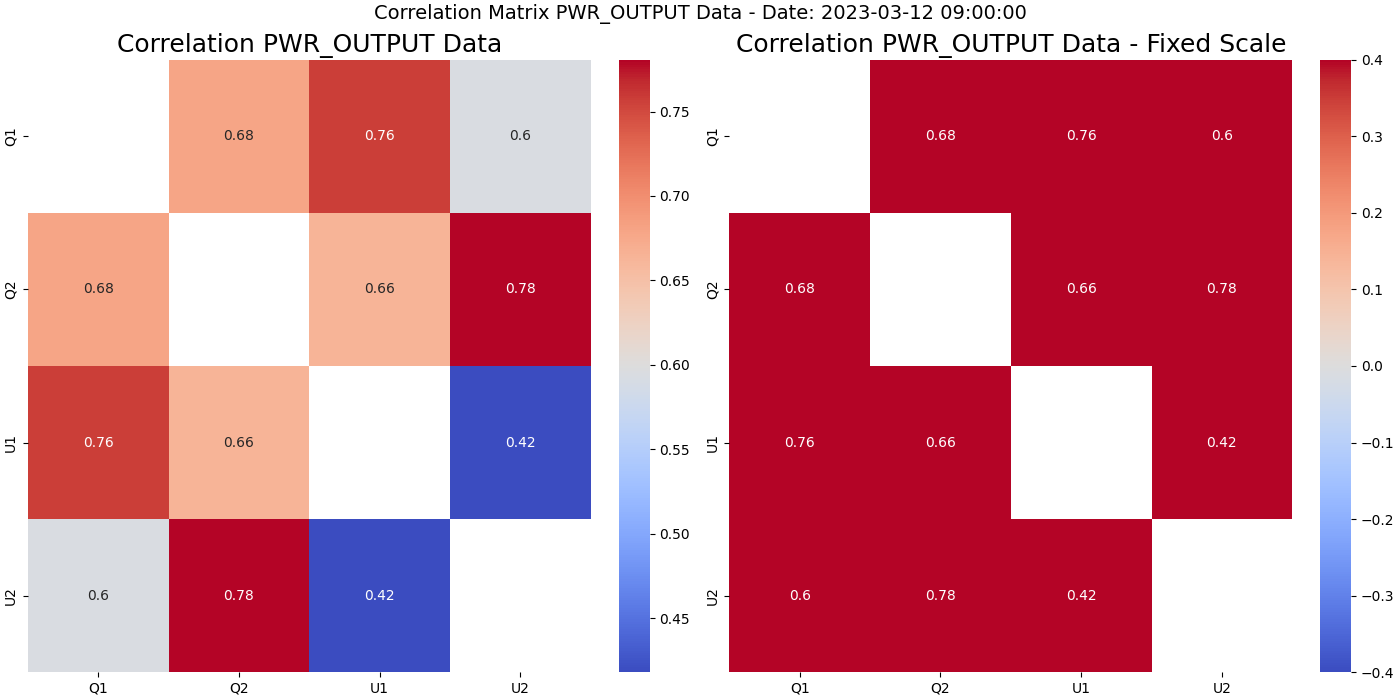 Correlation Matrix PWR_OUTPUT Data - Date: 2023-03-12 09:00:00
Correlation PWR_OUTPUT Data
Q1
0.68
0.76
0.6
Q2
0.68
0.66
0.78
U1
0.76
0.66
0.42
U2
0.6
0.78
0.42
Q1
Q2
U1
U2
0.75
0.70
0.65
0.60
0.55
0.50
0.45
Correlation PWR_OUTPUT Data - Fixed Scale
Q1
0.68
0.76
0.6
Q2
0.68
0.66
0.78
U1
0.76
0.66
0.42
U2
0.6
0.78
0.42
Q1
Q2
U1
U2
0.4
0.3
0.2
0.1
0.0
−0.1
−0.2
−0.3
−0.4